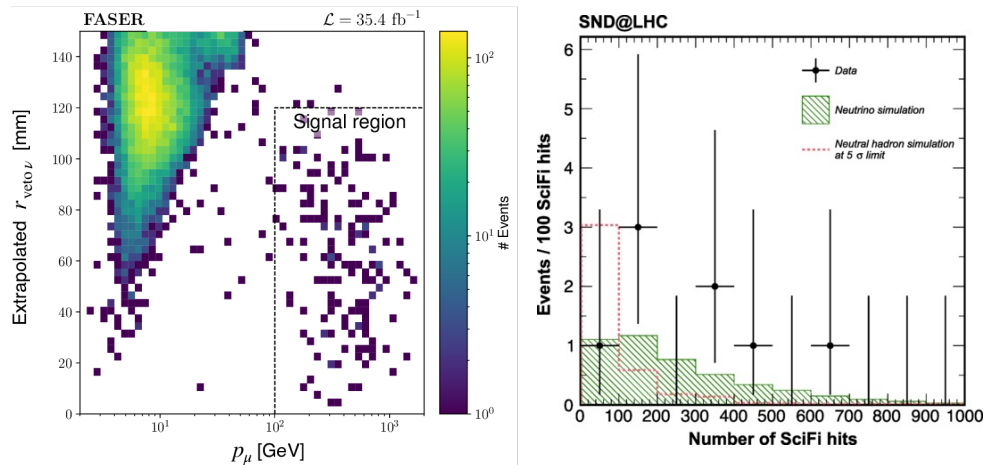 FASER
ℒ = 35.4 fb⁻¹
Extrapolated r_veto ν [mm]
140
120
100
80
60
40
20
0
Signal region
10¹
10²
10³
p_μ [GeV]
10²
10¹
10⁰
# Events
SND@LHC
Events / 100 SciFi hits
6
5
4
3
2
1
0
Data
Neutrino simulation
Neutral hadron simulation
at 5 σ limit
0 100 200 300 400 500 600 700 800 900 1000
Number of SciFi hits